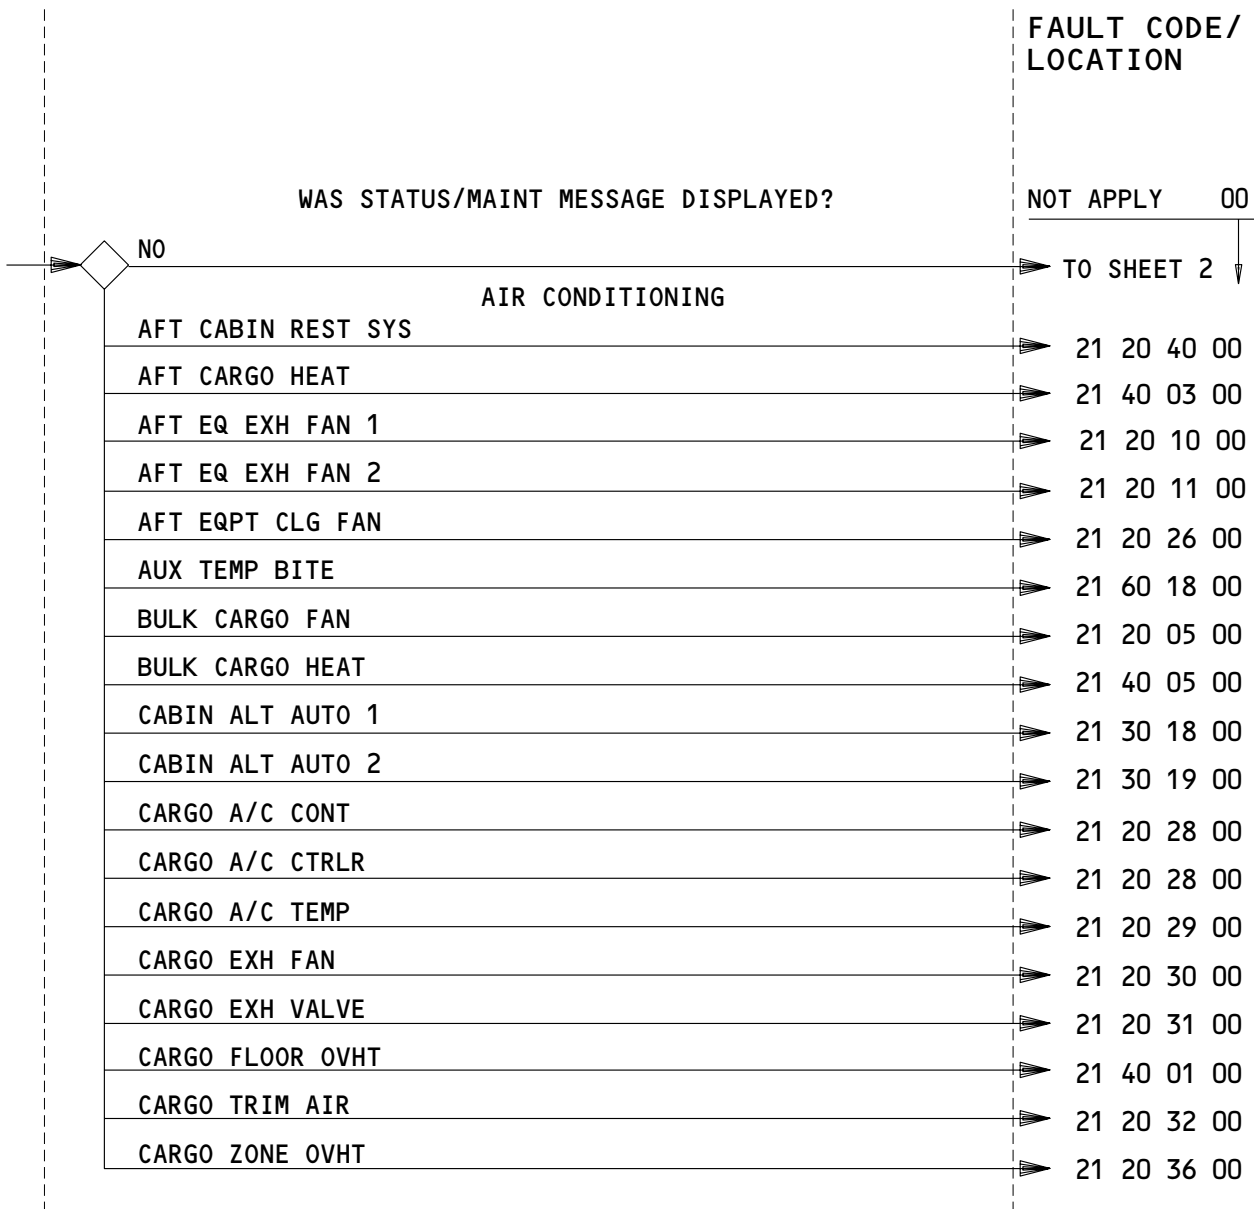 FAULT CODE/
LOCATION
WAS STATUS/MAINT MESSAGE DISPLAYED?
NOT APPLY 00
NO
TO SHEET 2
AIR CONDITIONING
AFT CABIN REST SYS 21 20 40 00
AFT CARGO HEAT 21 40 03 00
AFT EQ EXH FAN 1 21 20 10 00
AFT EQ EXH FAN 2 21 20 11 00
AFT EQPT CLG FAN 21 20 26 00
AUX TEMP BITE 21 60 18 00
BULK CARGO FAN 21 20 05 00
BULK CARGO HEAT 21 40 05 00
CABIN ALT AUTO 1 21 30 18 00
CABIN ALT AUTO 2 21 30 19 00
CARGO A/C CONT 21 20 28 00
CARGO A/C CTRLR 21 20 28 00
CARGO A/C TEMP 21 20 29 00
CARGO EXH FAN 21 20 30 00
CARGO EXH VALVE 21 20 31 00
CARGO FLOOR OVHT 21 40 01 00
CARGO TRIM AIR 21 20 32 00
CARGO ZONE OVHT 21 20 36 00